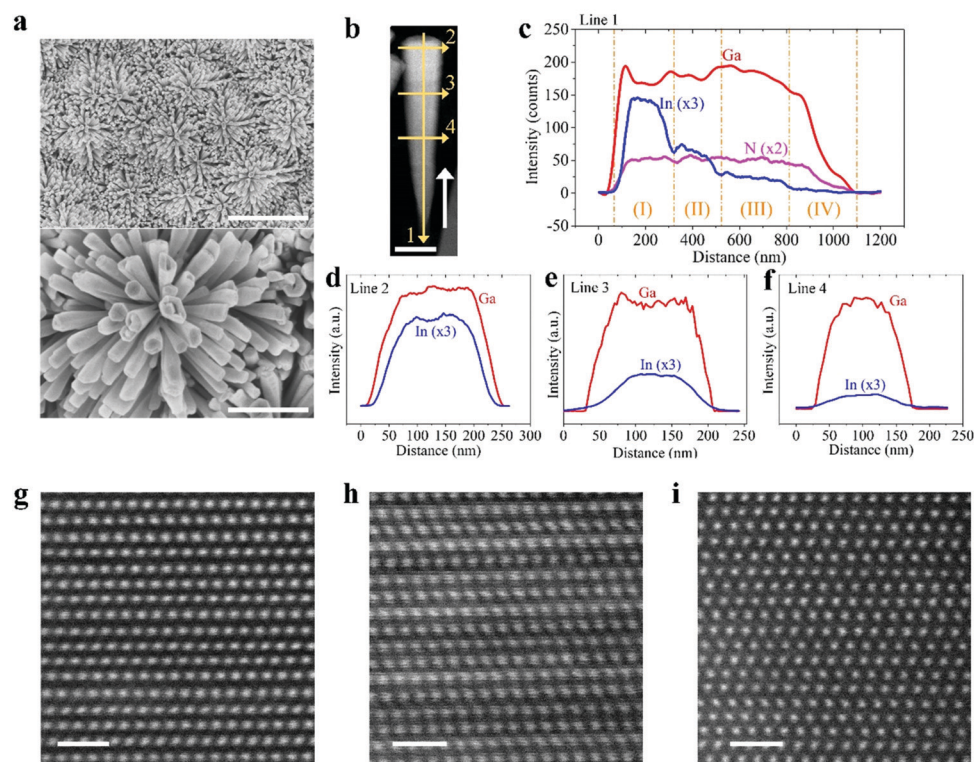 a
b
2
3
4
1
c
Line 1
250
200
150
100
50
0
-50
Intensity (counts)
Ga
In (x3)
N (x2)
(I)
(II)
(III)
(IV)
0 200 400 600 800 1000 1200
Distance (nm)
d
Line 2
Ga
In (x3)
Intensity (a.u.)
0 50 100 150 200 250 300
Distance (nm)
e
Line 3
Ga
In (x3)
Intensity (a.u.)
0 50 100 150 200 250
Distance (nm)
f
Line 4
Ga
In (x3)
Intensity (a.u.)
0 50 100 150 200 250
Distance (nm)
g
h
i